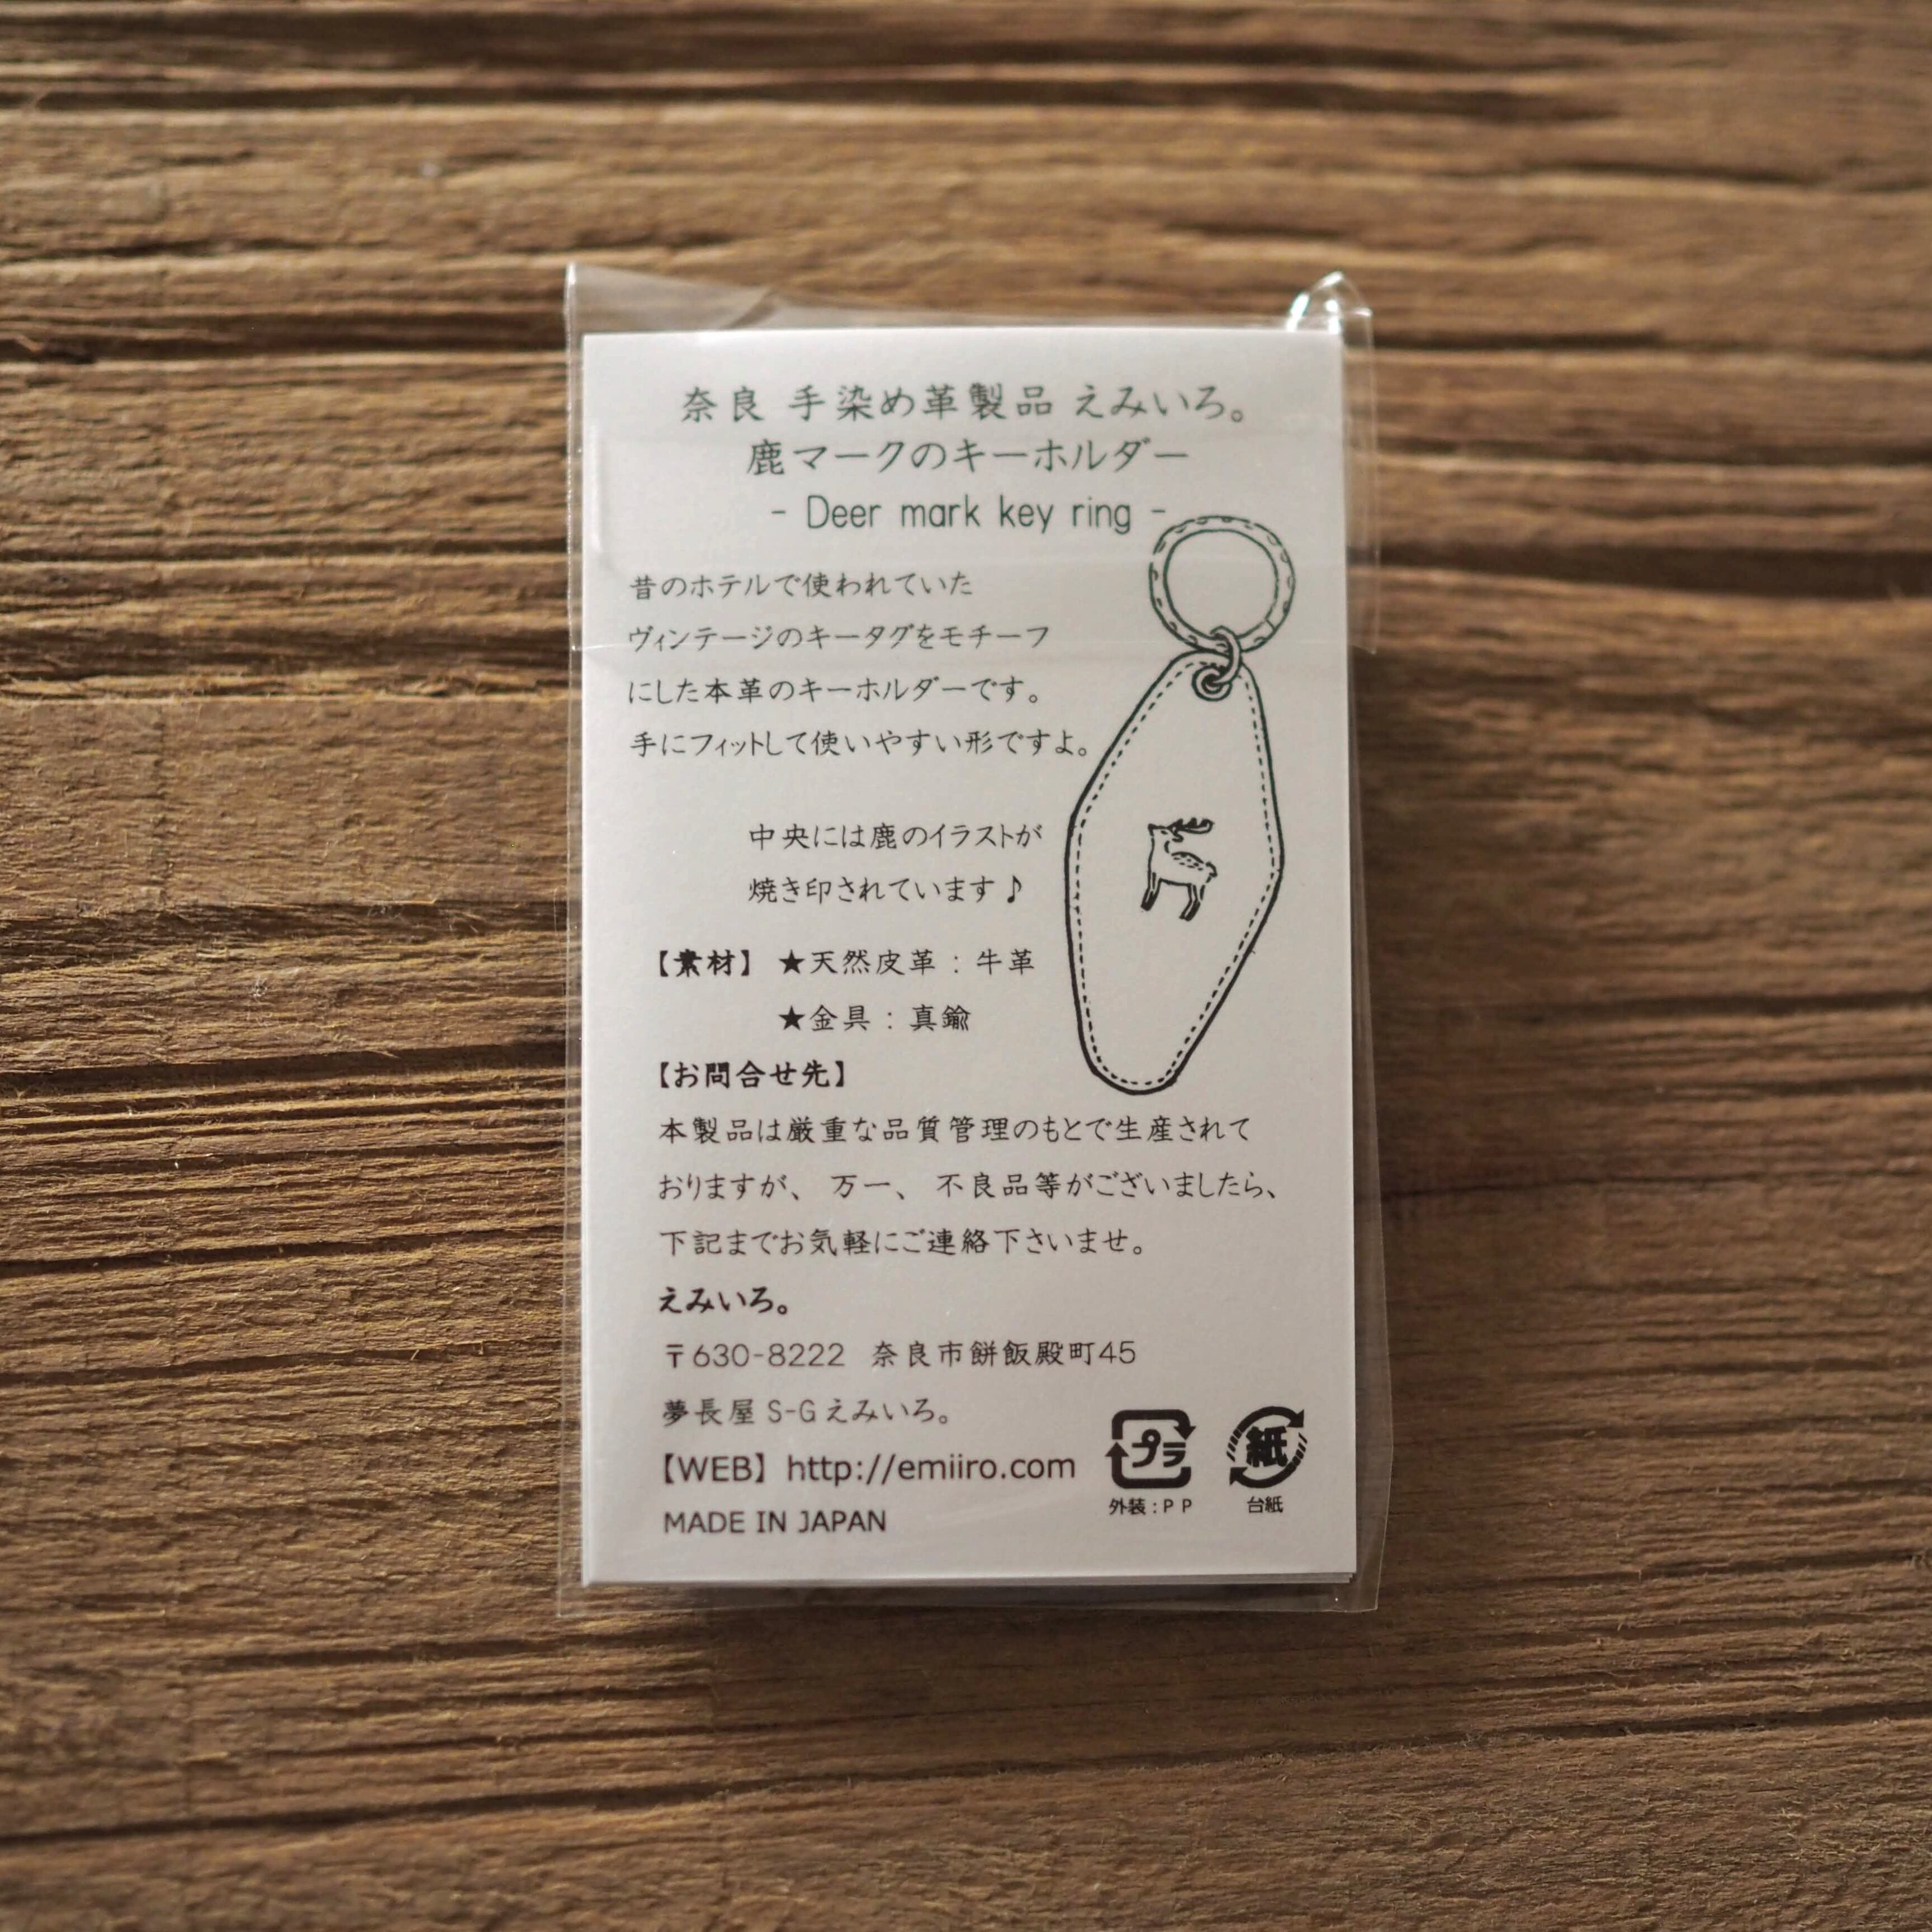 奈良 手染め革製品 えみいろ。
鹿マークのキーホルダー
- Deer mark key ring -
昔のホテルで使われていた
ヴィンテージのキータグをモチーフ
にした本革のキーホルダーです。
手にフィットして使いやすい形ですよ。
中央には鹿のイラストが
焼き印されています♪
【素材】 ★天然皮革：牛革
★金具：真鍮
【お問合せ先】
本製品は厳重な品質管理のもとで生産されて
おりますが、 万一、 不良品等がございましたら、
下記までお気軽にご連絡下さいませ。
えみいろ。
〒630-8222 奈良市餅飯殿町45
夢長屋 S-G えみいろ。
【WEB】 http://emiiro.com
MADE IN JAPAN
プラ
外装：PP
紙
台紙